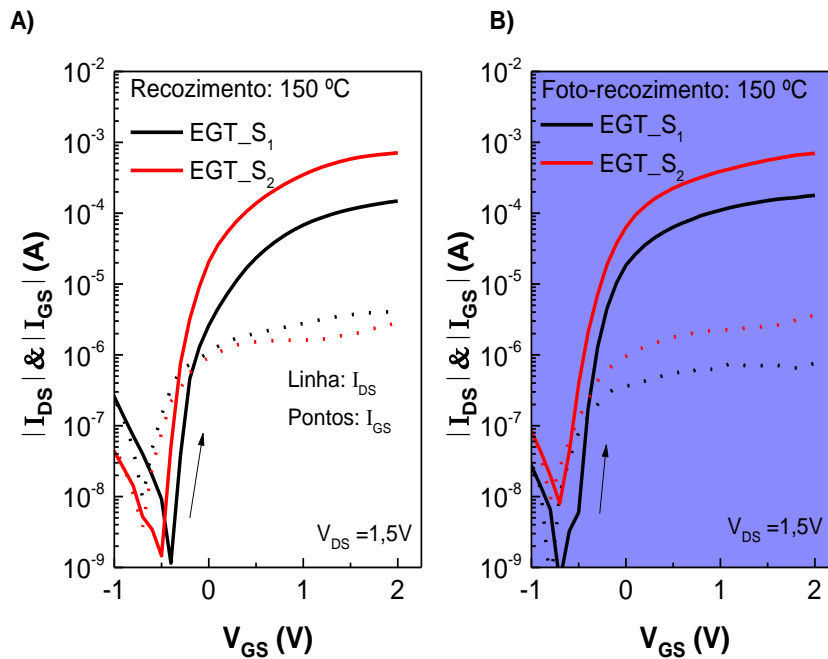 A)
B)
Recozimento: 150 ºC
EGT_S1
EGT_S2
Linha: IDS
Pontos: IGS
VDS =1,5V
10-2
10-3
10-4
10-5
10-6
10-7
10-8
10-9
-1
0
1
2
VGS (V)
|IDS| & |IGS| (A)
Foto-recozimento: 150 ºC
EGT_S1
EGT_S2
VDS =1,5V
10-2
10-3
10-4
10-5
10-6
10-7
10-8
10-9
-1
0
1
2
VGS (V)
|IDS| & |IGS| (A)